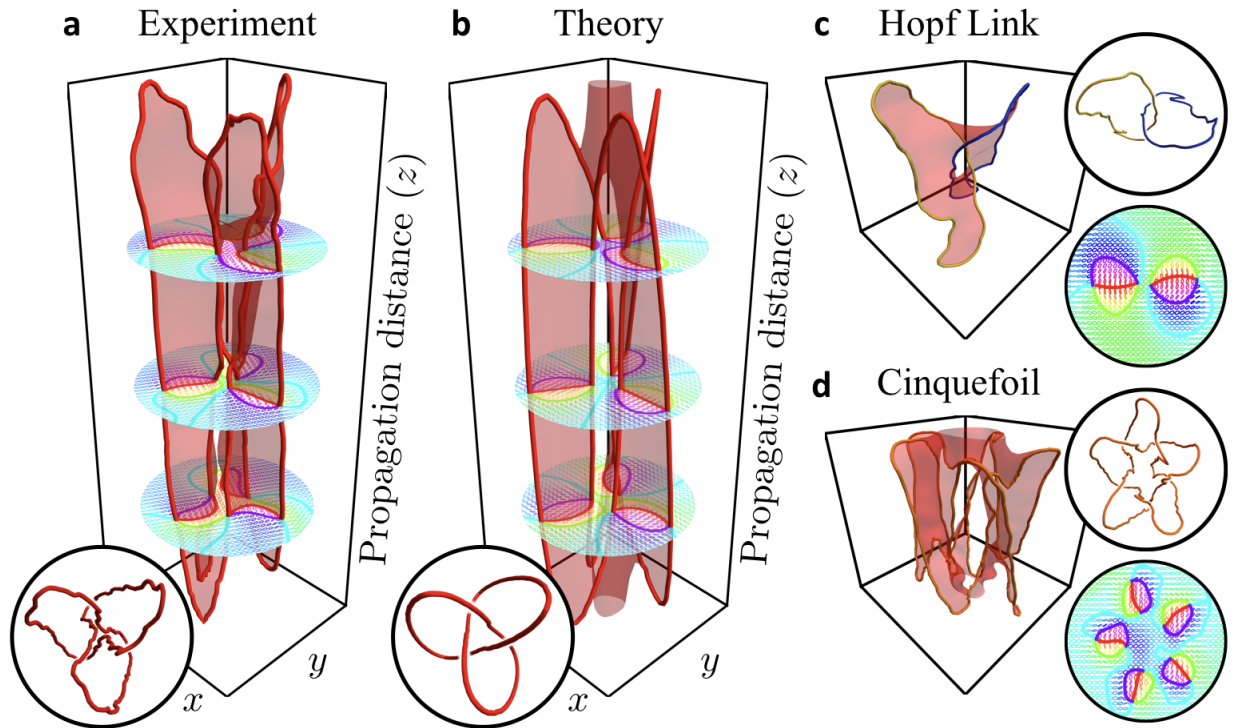 a Experiment
Propagation distance (z)
x
y
b Theory
Propagation distance (z)
x
y
c Hopf Link
d Cinquefoil